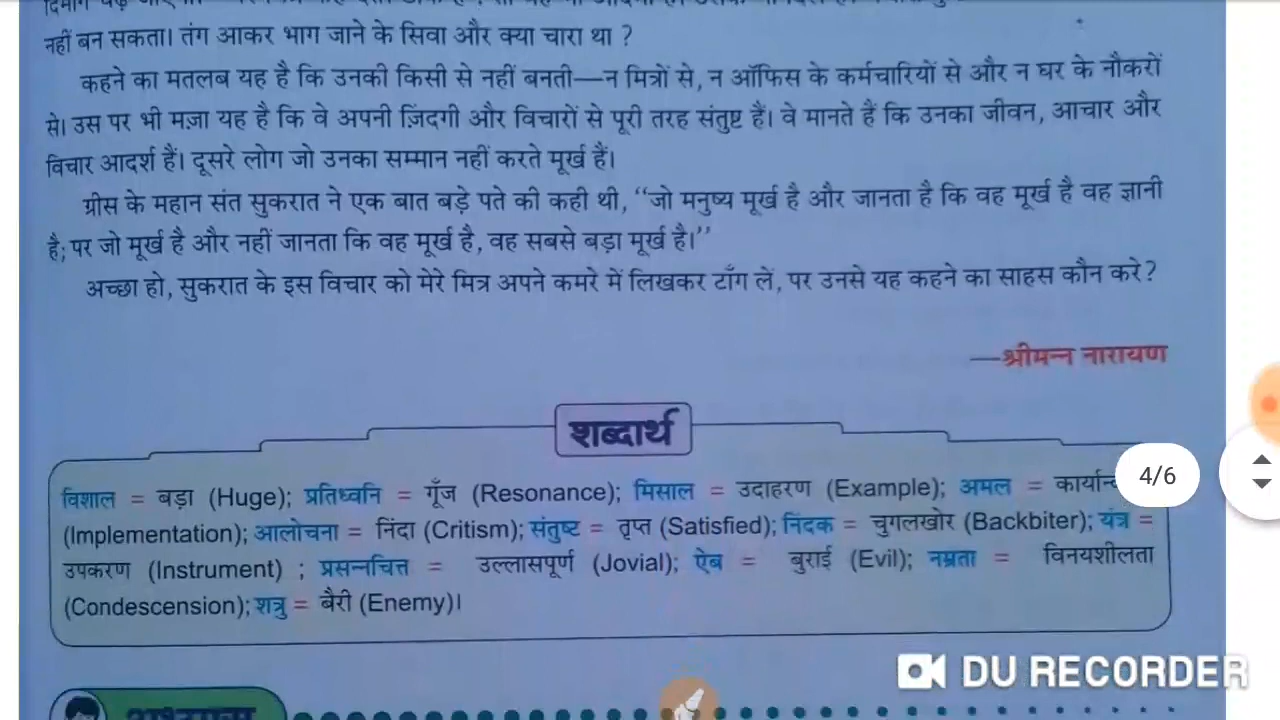 नहीं बन सकता। तंग आकर भाग जाने के सिवा और क्या चारा था ?
कहने का मतलब यह है कि उनकी किसी से नहीं बनती—न मित्रों से, न ऑफिस के कर्मचारियों से और न घर के नौकरों
से। उस पर भी मज़ा यह है कि वे अपनी ज़िंदगी और विचारों से पूरी तरह संतुष्ट हैं। वे मानते हैं कि उनका जीवन, आचार और
विचार आदर्श हैं। दूसरे लोग जो उनका सम्मान नहीं करते मूर्ख हैं।
ग्रीस के महान संत सुकरात ने एक बात बड़े पते की कही थी, “जो मनुष्य मूर्ख है और जानता है कि वह मूर्ख है वह ज्ञानी
है; पर जो मूर्ख है और नहीं जानता कि वह मूर्ख है, वह सबसे बड़ा मूर्ख है।”
अच्छा हो, सुकरात के इस विचार को मेरे मित्र अपने कमरे में लिखकर टाँग लें, पर उनसे यह कहने का साहस कौन करे?
—श्रीमन्न नारायण
शब्दार्थ
विशाल = बड़ा (Huge); प्रतिध्वनि = गूँज (Resonance); मिसाल = उदाहरण (Example); अमल =
4/6
(Implementation); आलोचना = निंदा (Critism); संतुष्ट = तृप्त (Satisfied); निंदक = चुगलखोर (Backbiter); यंत्र =
उपकरण (Instrument) ; प्रसन्नचित्त = उल्लासपूर्ण (Jovial); ऐब = बुराई (Evil); नम्रता = विनयशीलता
(Condescension); शत्रु = बैरी (Enemy)।
DU RECORDER